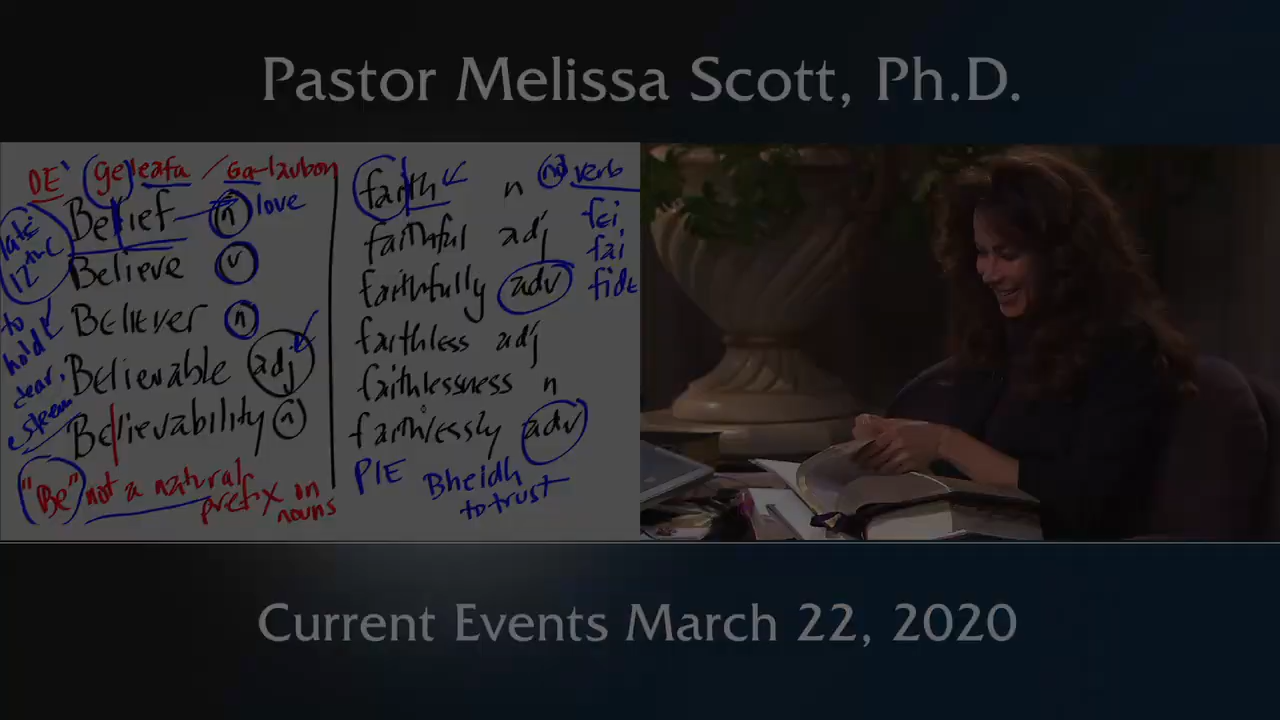 Pastor Melissa Scott, Ph.D.
OE' Geleafa / Ga-laubon
late 12th C
Belief n love
Believe v
Believer n
Believable adj
Believability n
to hold dear, esteem
"Be" not a natural prefix on nouns
faith n no verb
faithful adj
faithfully adv
faithless adj
faithlessness n
faithlessly adv
fei
fai
fide
PIE Bheidh
to trust
Current Events March 22, 2020